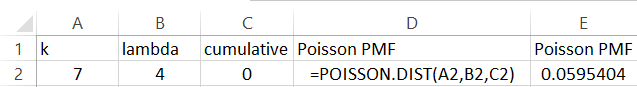 A B C D E
1 k lambda cumulative Poisson PMF Poisson PMF
2 7 4 0 =POISSON.DIST(A2,B2,C2) 0.0595404